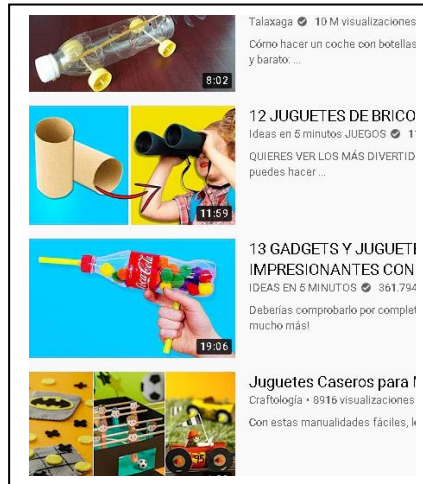 Talaxaga 10 M visualizaciones
Cómo hacer un coche con botellas
y barato: ...
8:02
12 JUGUETES DE BRICO
Ideas en 5 minutos JUEGOS
QUIERES VER LOS MÁS DIVERTID
puedes hacer ...
11:59
13 GADGETS Y JUGUETE
IMPRESIONANTES CON
IDEAS EN 5 MINUTOS 361.794
Deberías comprobarlo por complet
mucho más!
Coca-Cola
19:06
Juguetes Caseros para
Craftología • 8916 visualizaciones
Con estas manualidades fáciles,
95